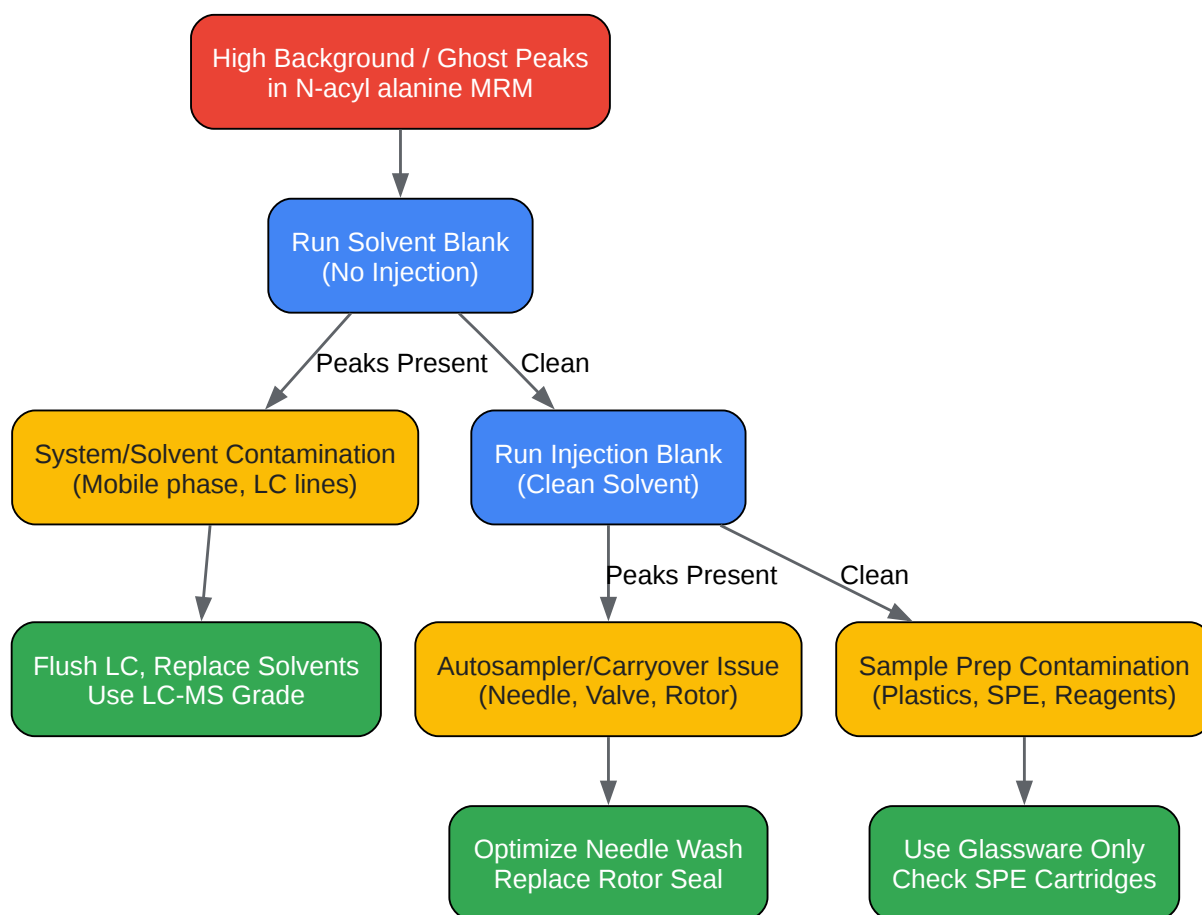 High Background / Ghost Peaks
in N-acyl alanine MRM
Run Solvent Blank
(No Injection)
Peaks Present
Clean
System/Solvent Contamination
(Mobile phase, LC lines)
Run Injection Blank
(Clean Solvent)
Peaks Present
Clean
Flush LC, Replace Solvents
Use LC-MS Grade
Autosampler/Carryover Issue
(Needle, Valve, Rotor)
Sample Prep Contamination
(Plastics, SPE, Reagents)
Optimize Needle Wash
Replace Rotor Seal
Use Glassware Only
Check SPE Cartridges